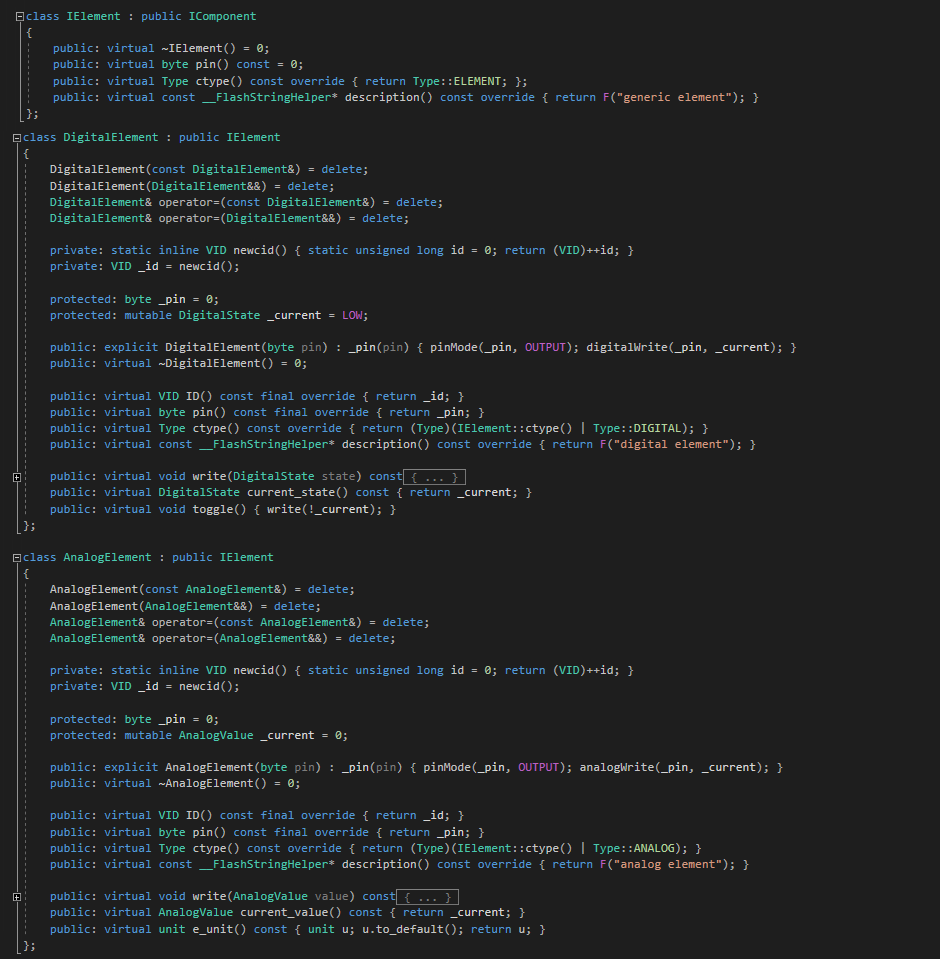 class IElement : public IComponent
{
public: virtual ~IElement() = 0;
public: virtual byte pin() const = 0;
public: virtual Type ctype() const override { return Type::ELEMENT; };
public: virtual const __FlashStringHelper* description() const override { return F("generic element"); }
};
class DigitalElement : public IElement
{
DigitalElement(const DigitalElement&) = delete;
DigitalElement(DigitalElement&&) = delete;
DigitalElement& operator=(const DigitalElement&) = delete;
DigitalElement& operator=(DigitalElement&&) = delete;
private: static inline VID newcid() { static unsigned long id = 0; return (VID)++id; }
private: VID _id = newcid();
protected: byte _pin = 0;
protected: mutable DigitalState _current = LOW;
public: explicit DigitalElement(byte pin) : _pin(pin) { pinMode(_pin, OUTPUT); digitalWrite(_pin, _current); }
public: virtual ~DigitalElement() = 0;
public: virtual VID ID() const final override { return _id; }
public: virtual byte pin() const final override { return _pin; }
public: virtual Type ctype() const override { return (Type)(IElement::ctype() | Type::DIGITAL); }
public: virtual const __FlashStringHelper* description() const override { return F("digital element"); }
public: virtual void write(DigitalState state) const { ... }
public: virtual DigitalState current_state() const { return _current; }
public: virtual void toggle() { write(!_current); }
};
class AnalogElement : public IElement
{
AnalogElement(const AnalogElement&) = delete;
AnalogElement(AnalogElement&&) = delete;
AnalogElement& operator=(const AnalogElement&) = delete;
AnalogElement& operator=(AnalogElement&&) = delete;
private: static inline VID newcid() { static unsigned long id = 0; return (VID)++id; }
private: VID _id = newcid();
protected: byte _pin = 0;
protected: mutable AnalogValue _current = 0;
public: explicit AnalogElement(byte pin) : _pin(pin) { pinMode(_pin, OUTPUT); analogWrite(_pin, _current); }
public: virtual ~AnalogElement() = 0;
public: virtual VID ID() const final override { return _id; }
public: virtual byte pin() const final override { return _pin; }
public: virtual Type ctype() const override { return (Type)(IElement::ctype() | Type::ANALOG); }
public: virtual const __FlashStringHelper* description() const override { return F("analog element"); }
public: virtual void write(AnalogValue value) const { ... }
public: virtual AnalogValue current_value() const { return _current; }
public: virtual unit e_unit() const { unit u; u.to_default(); return u; }
};